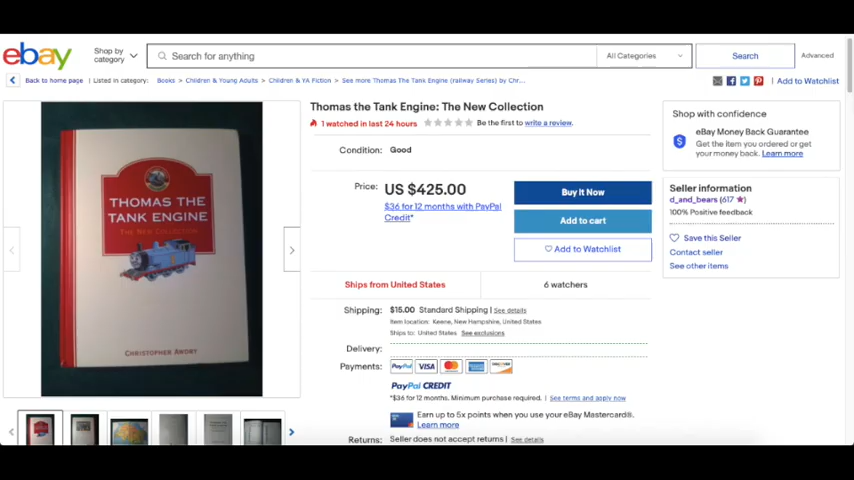 ebay
Shop by category
Search for anything
All Categories
Search
Advanced
Back to home page
Listed in category:
Books
Children & Young Adults
Children & YA Fiction
See more Thomas The Tank Engine (railway Series) by Chr...
Add to Watchlist
THOMAS THE
TANK ENGINE
THE NEW COLLECTION
CHRISTOPHER AWDRY
Thomas the Tank Engine: The New Collection
1 watched in last 24 hours
Be the first to write a review.
Condition: Good
Price: US $425.00
$36 for 12 months with PayPal
Credit*
Buy It Now
Add to cart
Add to Watchlist
Ships from United States
6 watchers
Shipping: $15.00 Standard Shipping | See details
Item location: Keene, New Hampshire, United States
Ships to: United States See exclusions
Delivery:
Payments: PayPal VISA
PayPal CREDIT
*$36 for 12 months. Minimum purchase required. | See terms and apply now
Earn up to 5x points when you use your eBay Mastercard®.
Learn more
Returns: Seller does not accept returns | See details
Shop with confidence
eBay Money Back Guarantee
Get the item you ordered or get
your money back. Learn more
Seller information
d_and_bears (617 ★)
100% Positive feedback
Save this Seller
Contact seller
See other items